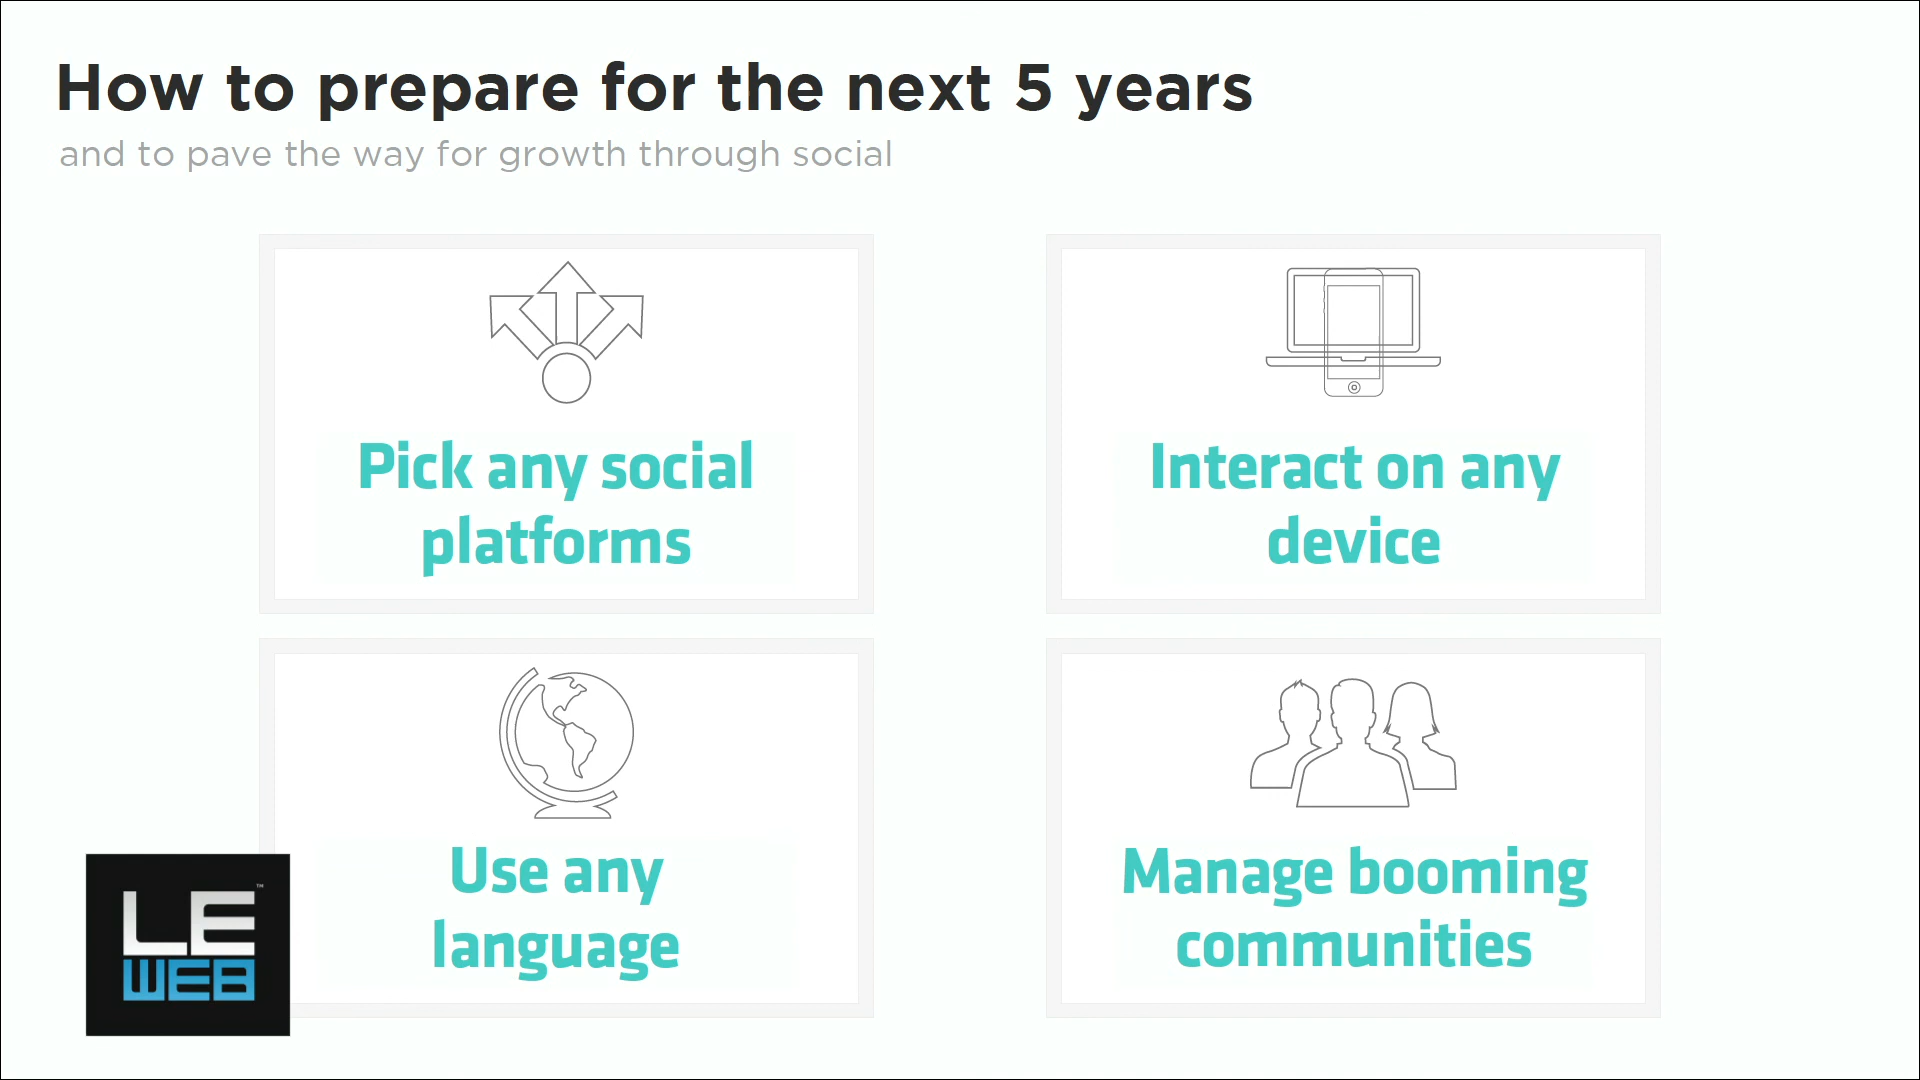 How to prepare for the next 5 years
and to pave the way for growth through social
Pick any social
platforms
Interact on any
device
Use any
language
Manage booming
communities
LE™
WEB